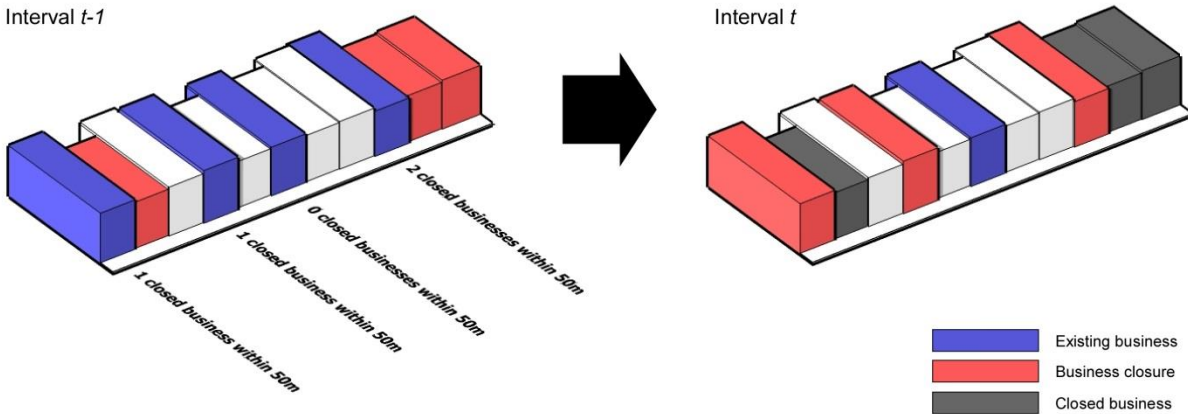 Interval t-1
Interval t
2 closed businesses within 50m
0 closed businesses within 50m
1 closed business within 50m
1 closed business within 50m
Existing business
Business closure
Closed business